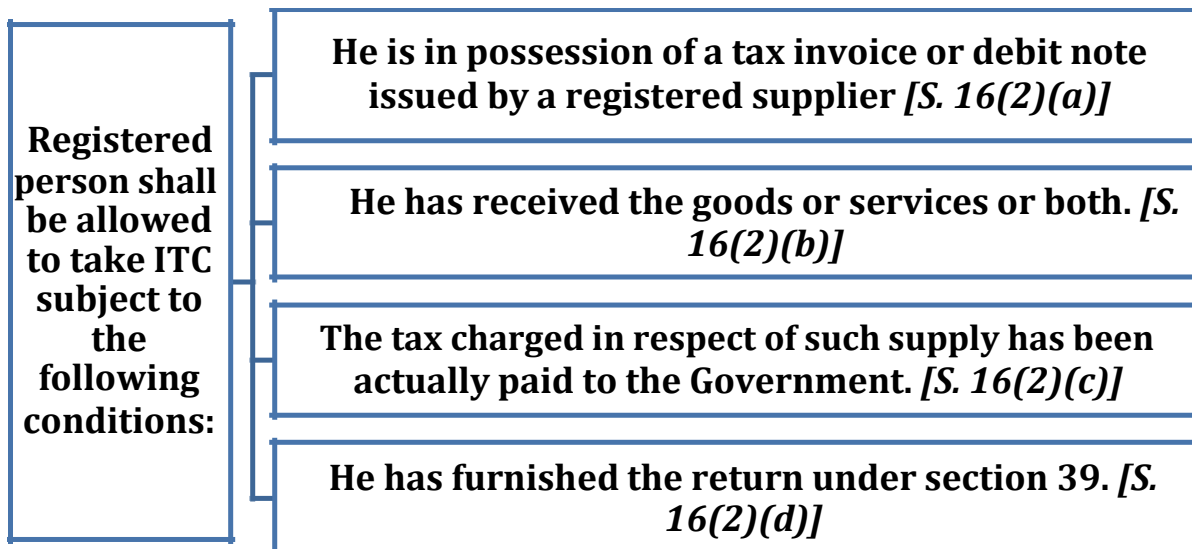 Registered
person shall
be allowed
to take ITC
subject to
the
following
conditions:
He is in possession of a tax invoice or debit note
issued by a registered supplier [S. 16(2)(a)]
He has received the goods or services or both. [S.
16(2)(b)]
The tax charged in respect of such supply has been
actually paid to the Government. [S. 16(2)(c)]
He has furnished the return under section 39. [S.
16(2)(d)]